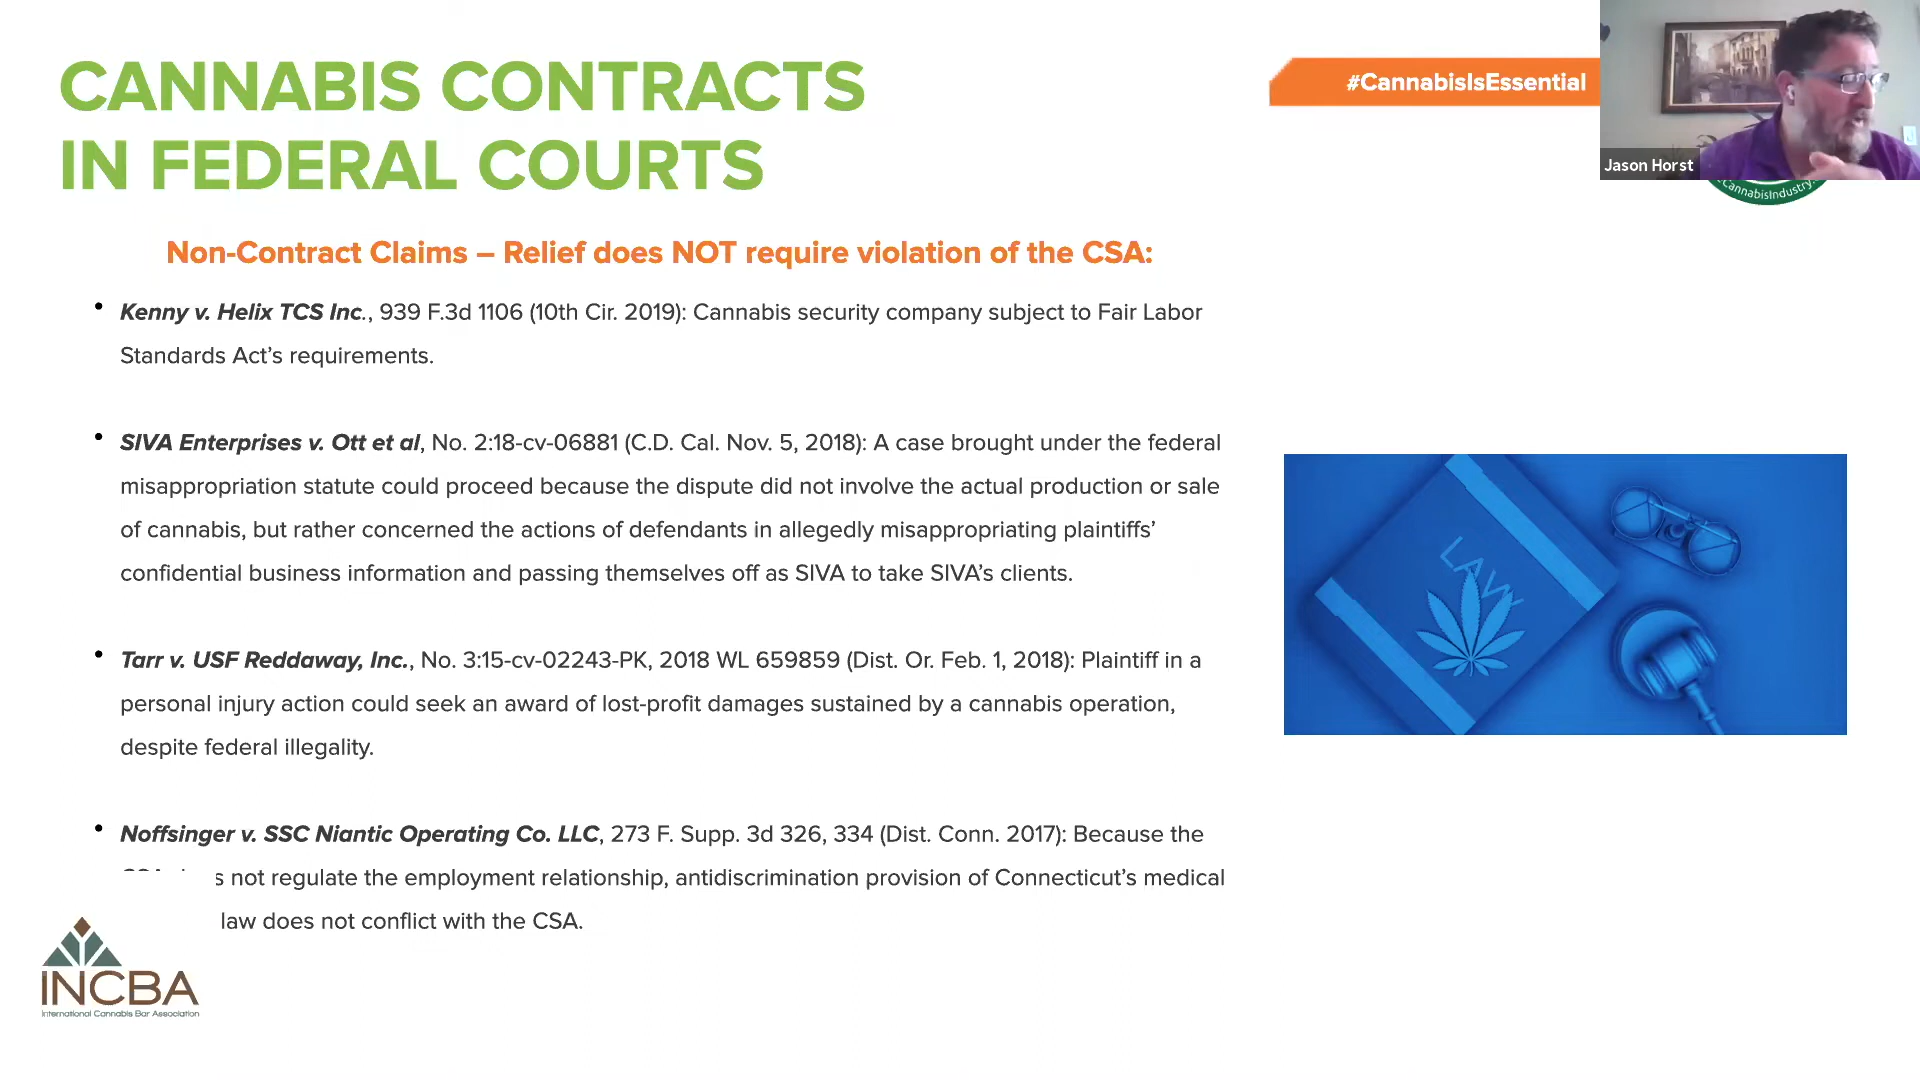 CANNABIS CONTRACTS
IN FEDERAL COURTS
#CannabisIsEssential
Jason Horst
eCannabisIndustry.
Non-Contract Claims – Relief does NOT require violation of the CSA:
• Kenny v. Helix TCS Inc., 939 F.3d 1106 (10th Cir. 2019): Cannabis security company subject to Fair Labor
Standards Act’s requirements.
• SIVA Enterprises v. Ott et al, No. 2:18-cv-06881 (C.D. Cal. Nov. 5, 2018): A case brought under the federal
misappropriation statute could proceed because the dispute did not involve the actual production or sale
of cannabis, but rather concerned the actions of defendants in allegedly misappropriating plaintiffs’
confidential business information and passing themselves off as SIVA to take SIVA’s clients.
• Tarr v. USF Reddaway, Inc., No. 3:15-cv-02243-PK, 2018 WL 659859 (Dist. Or. Feb. 1, 2018): Plaintiff in a
personal injury action could seek an award of lost-profit damages sustained by a cannabis operation,
despite federal illegality.
• Noffsinger v. SSC Niantic Operating Co. LLC, 273 F. Supp. 3d 326, 334 (Dist. Conn. 2017): Because the
s not regulate the employment relationship, antidiscrimination provision of Connecticut’s medical
law does not conflict with the CSA.
LAW
INCBA
International Cannabis Bar Association